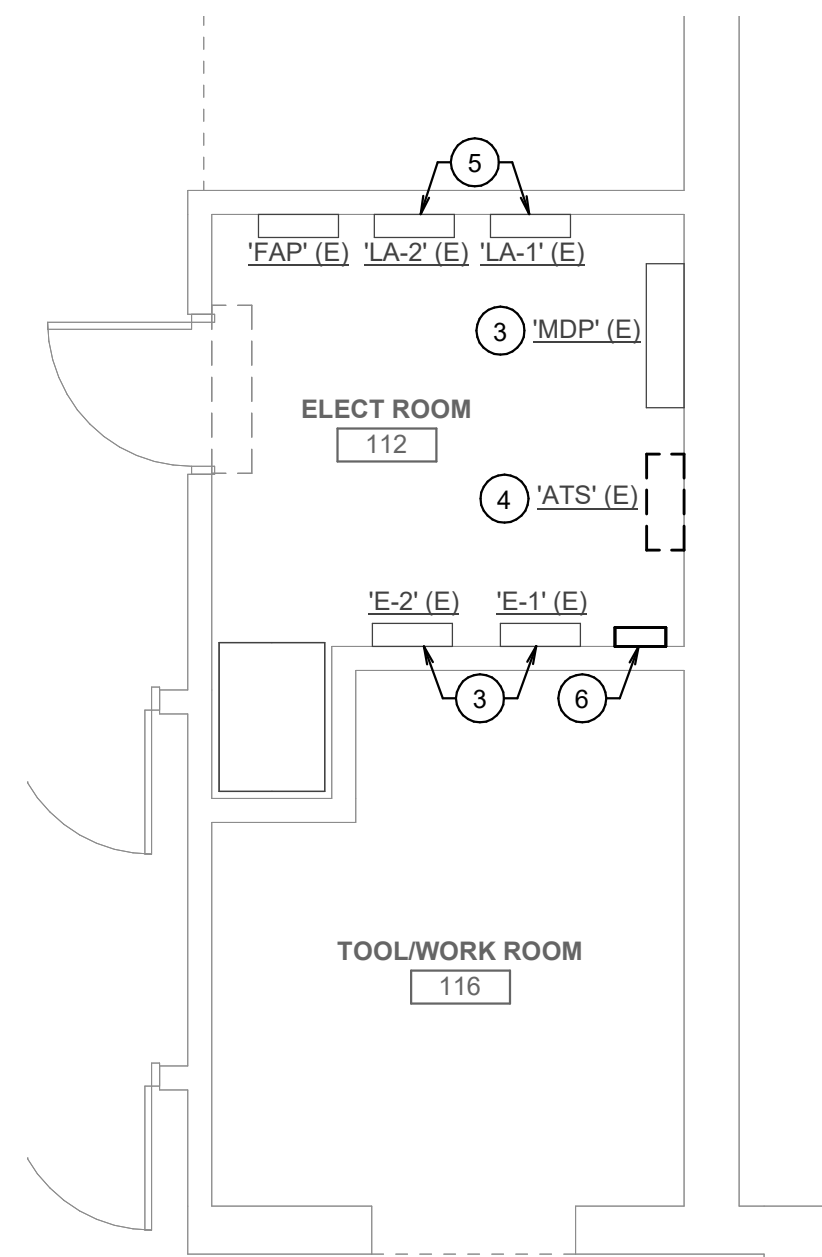 5
'FAP' (E) 'LA-2' (E) 'LA-1' (E)
3 'MDP' (E)
ELECT ROOM
112
4 'ATS' (E)
'E-2' (E) 'E-1' (E)
3 6
TOOL/WORK ROOM
116